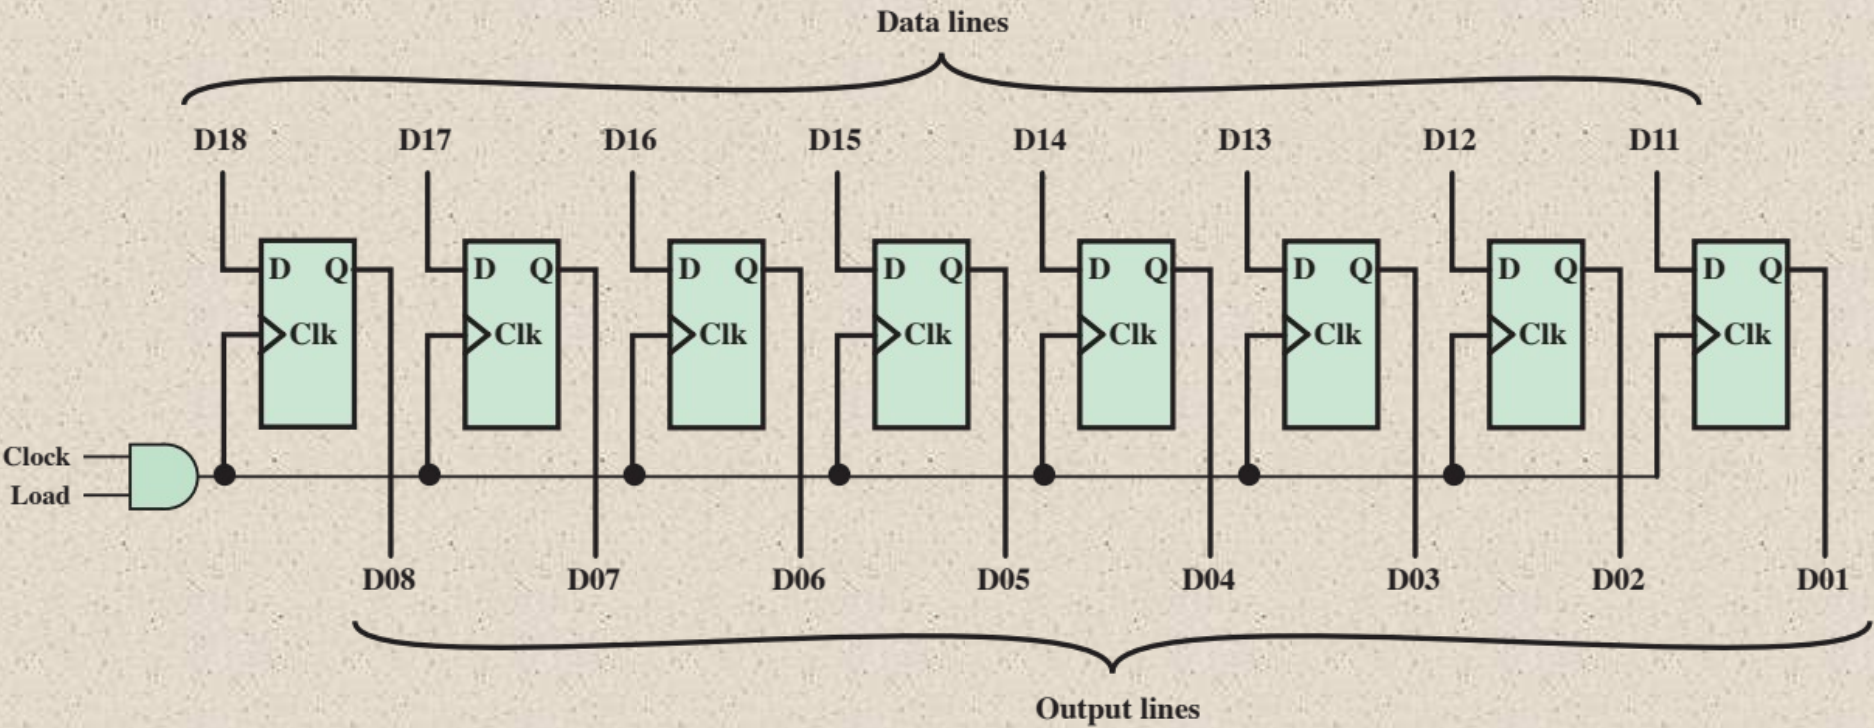 Data lines
D18 D17 D16 D15 D14 D13 D12 D11
D Q D Q D Q D Q D Q D Q D Q D Q
Clk Clk Clk Clk Clk Clk Clk Clk
Clock
Load
D08 D07 D06 D05 D04 D03 D02 D01
Output lines